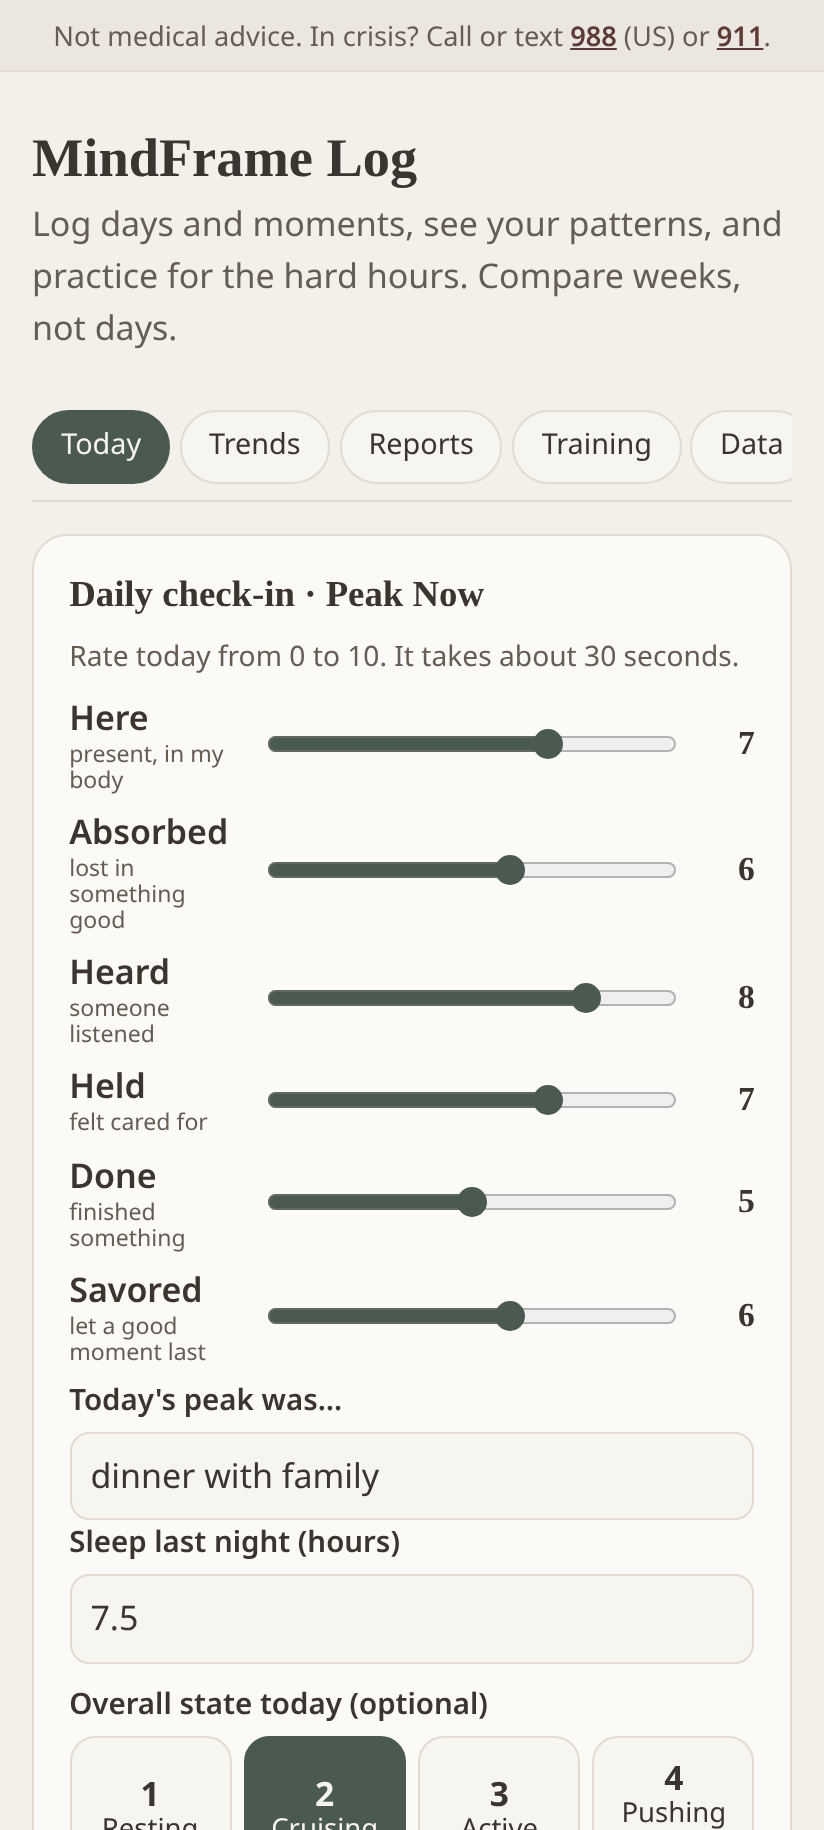 Not medical advice. In crisis? Call or text 988 (US) or 911.
MindFrame Log
Log days and moments, see your patterns, and
practice for the hard hours. Compare weeks,
not days.
Today Trends Reports Training Data
Daily check-in · Peak Now
Rate today from 0 to 10. It takes about 30 seconds.
Here
present, in my
body
7
Absorbed
lost in
something
good
6
Heard
someone
listened
8
Held
felt cared for
7
Done
finished
something
5
Savored
let a good
moment last
6
Today's peak was...
dinner with family
Sleep last night (hours)
7.5
Overall state today (optional)
1 2 3 4
Resting Cruising Active Pushing